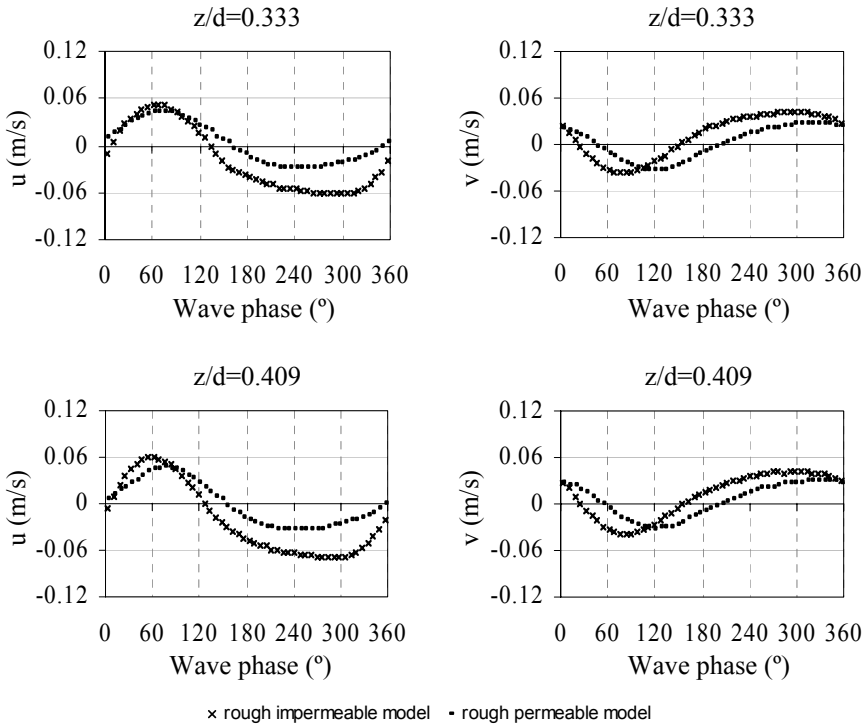 z/d=0.333
0.12
0.06
0
-0.06
-0.12
u (m/s)
0 60 120 180 240 300 360
Wave phase (º)
z/d=0.333
0.12
0.06
0
-0.06
-0.12
v (m/s)
0 60 120 180 240 300 360
Wave phase (º)
z/d=0.409
0.12
0.06
0
-0.06
-0.12
u (m/s)
0 60 120 180 240 300 360
Wave phase (º)
z/d=0.409
0.12
0.06
0
-0.06
-0.12
v (m/s)
0 60 120 180 240 300 360
Wave phase (º)
rough impermeable model rough permeable model